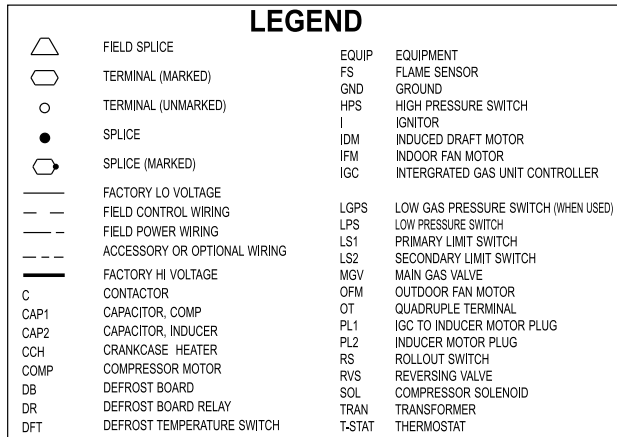 LEGEND
FIELD SPLICE
TERMINAL (MARKED)
TERMINAL (UNMARKED)
SPLICE
SPLICE (MARKED)
FACTORY LO VOLTAGE
FIELD CONTROL WIRING
FIELD POWER WIRING
ACCESSORY OR OPTIONAL WIRING
FACTORY HI VOLTAGE
C CONTACTOR
CAP1 CAPACITOR, COMP
CAP2 CAPACITOR, INDUCER
CCH CRANKCASE HEATER
COMP COMPRESSOR MOTOR
DB DEFROST BOARD
DR DEFROST BOARD RELAY
DFT DEFROST TEMPERATURE SWITCH
EQUIP EQUIPMENT
FS FLAME SENSOR
GND GROUND
HPS HIGH PRESSURE SWITCH
I IGNITOR
IDM INDUCED DRAFT MOTOR
IFM INDOOR FAN MOTOR
IGC INTERGRATED GAS UNIT CONTROLLER
LGPS LOW GAS PRESSURE SWITCH (WHEN USED)
LPS LOW PRESSURE SWITCH
LS1 PRIMARY LIMIT SWITCH
LS2 SECONDARY LIMIT SWITCH
MGV MAIN GAS VALVE
OFM OUTDOOR FAN MOTOR
OT QUADRUPLE TERMINAL
PL1 IGC TO INDUCER MOTOR PLUG
PL2 INDUCER MOTOR PLUG
RS ROLLOUT SWITCH
RVS REVERSING VALVE
SOL COMPRESSOR SOLENOID
TRAN TRANSFORMER
T-STAT THERMOSTAT